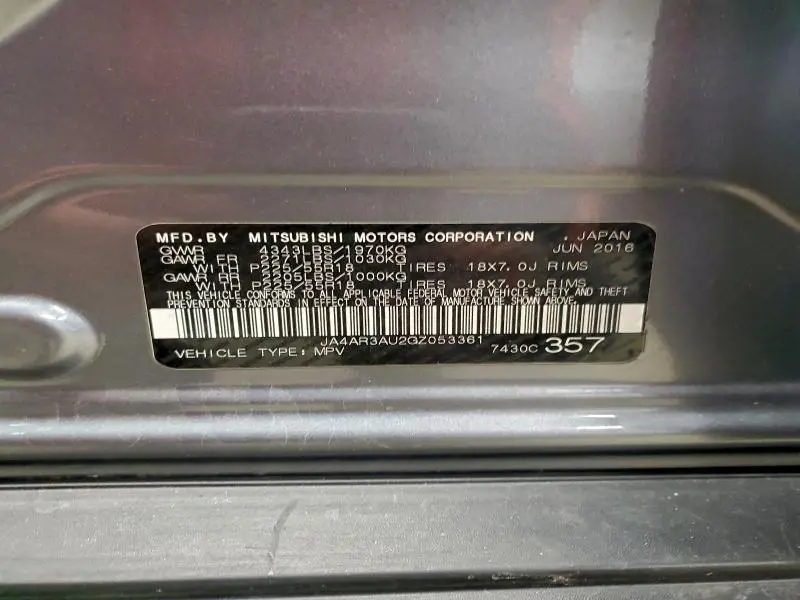 MFD.BY MITSUBISHI MOTORS CORPORATION . JAPAN
GVWR 4343LBS/1970KG JUN 2016
GAWR FR 2271LBS/1030KG
WITH P225/55R18 TIRES 18X7.0J RIMS
GAWR RR 2205LBS/1000KG
WITH P225/55R18 TIRES 18X7.0J RIMS
THIS VEHICLE CONFORMS TO ALL APPLICABLE FEDERAL MOTOR VEHICLE SAFETY AND THEFT
PREVENTION STANDARDS IN EFFECT ON THE DATE OF MANUFACTURE SHOWN ABOVE.
JA4AR3AU2GZ053361
VEHICLE TYPE: MPV 7430C 357